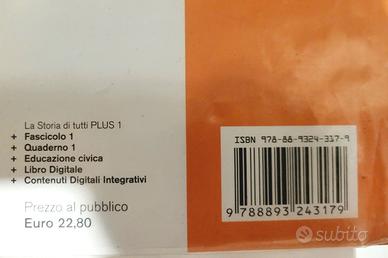 La Storia di tutti PLUS 1
+ Fascicolo 1
+ Quaderno 1
+ Educazione civica
+ Libro Digitale
+ Contenuti Digitali Integrativi
Prezzo al pubblico
Euro 22,80
ISBN 978-88-9324-317-9
9 788893 243179
subito